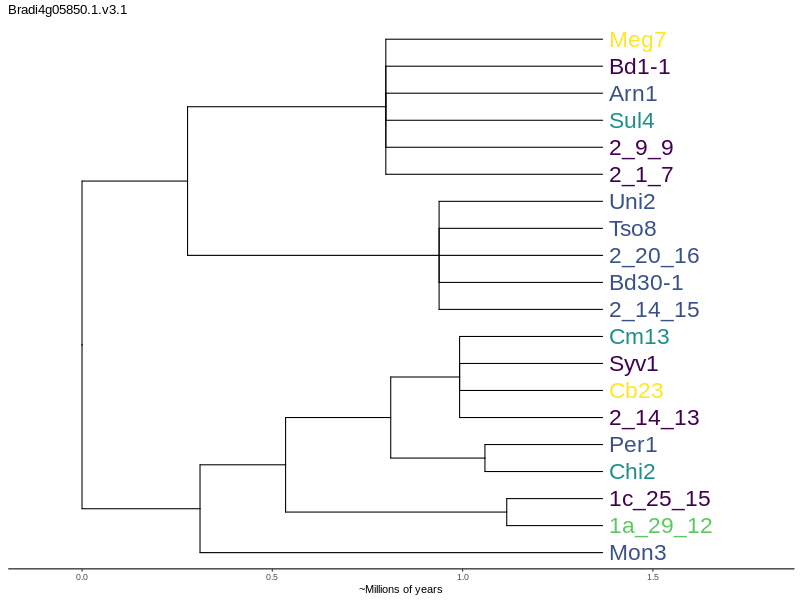 Bradi4g05850.1.v3.1
Meg7
Bd1-1
Arn1
Sul4
2_9_9
2_1_7
Uni2
Tso8
2_20_16
Bd30-1
2_14_15
Cm13
Syv1
Cb23
2_14_13
Per1
Chi2
1c_25_15
1a_29_12
Mon3
0.0 0.5 1.0 1.5
~Millions of years